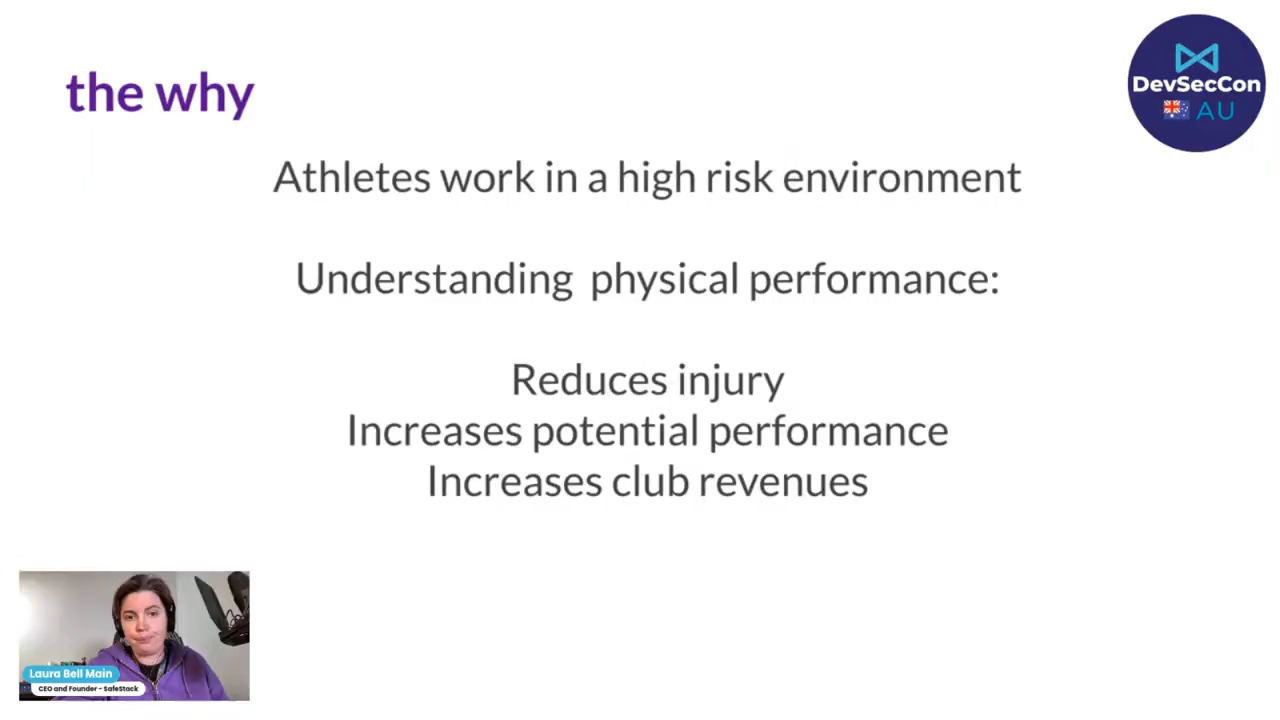 the why
DevSecCon
AU
Athletes work in a high risk environment
Understanding physical performance:
Reduces injury
Increases potential performance
Increases club revenues
Laura Bell Main
CEO and Founder - SafeStack